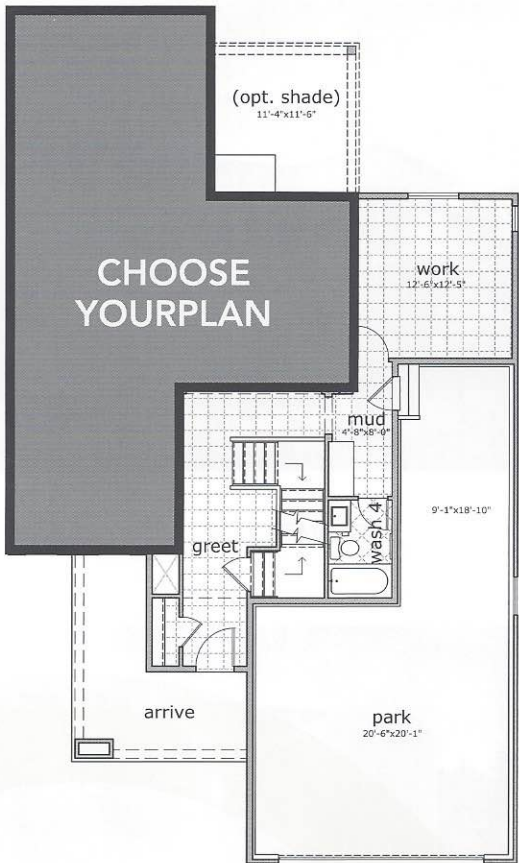 (opt. shade)
11'-4"x11'-6"
CHOOSE
YOURPLAN
work
12'-6"x12'-5"
mud
4'-8"x8'-0"
9'-1"x18'-10"
wash 4
greet
arrive
park
20'-6"x20'-1"